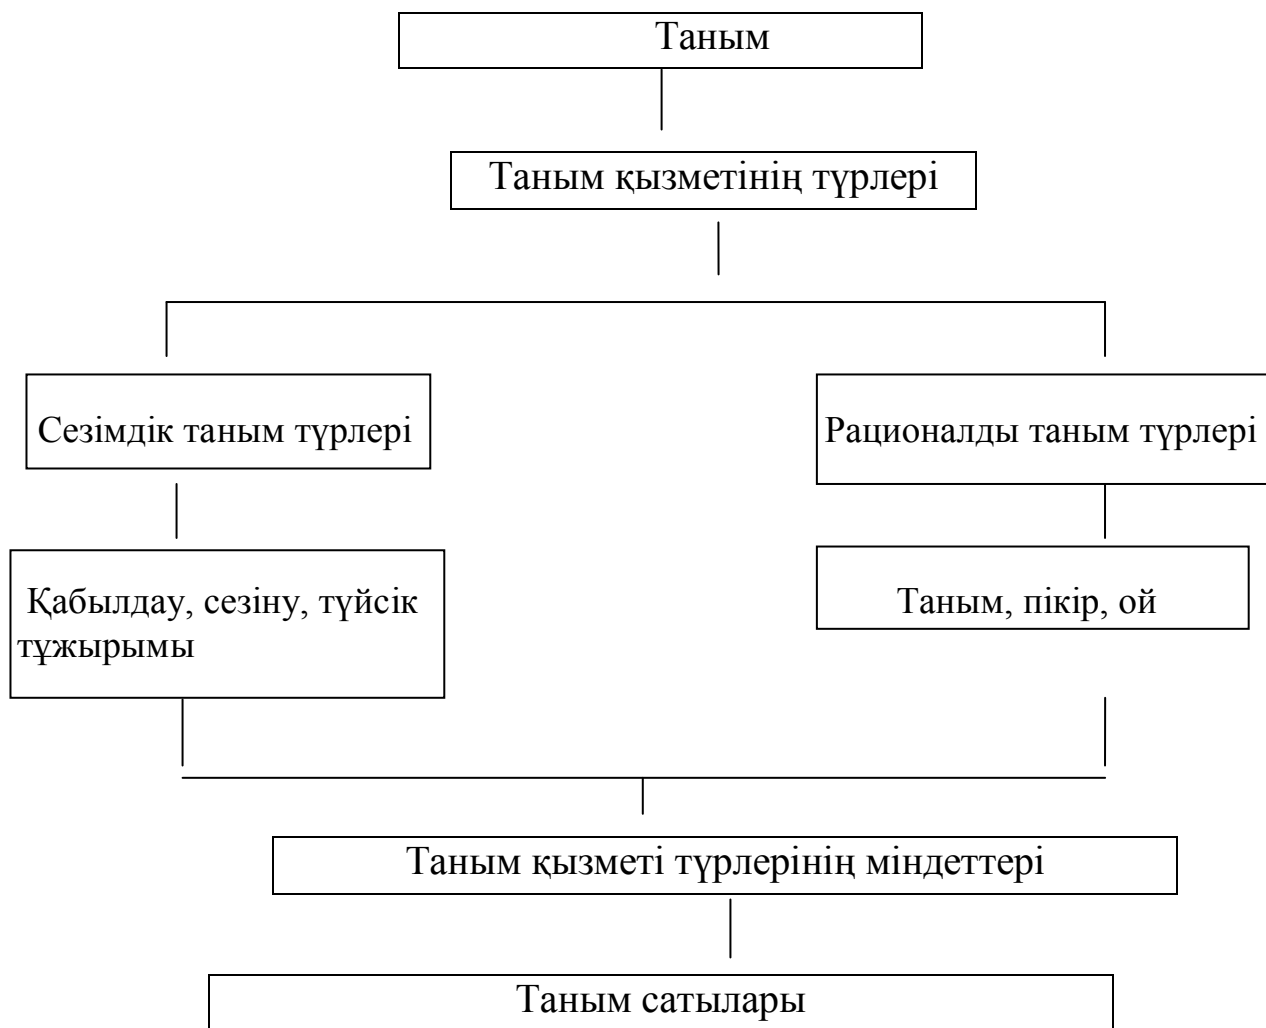 Таным
Таным қызметінің түрлері
Сезімдік таным түрлері
Рационалды таным түрлері
Қабылдау, сезіну, түйсік
тұжырымы
Таным, пікір, ой
Таным қызметі түрлерінің міндеттері
Таным сатылары